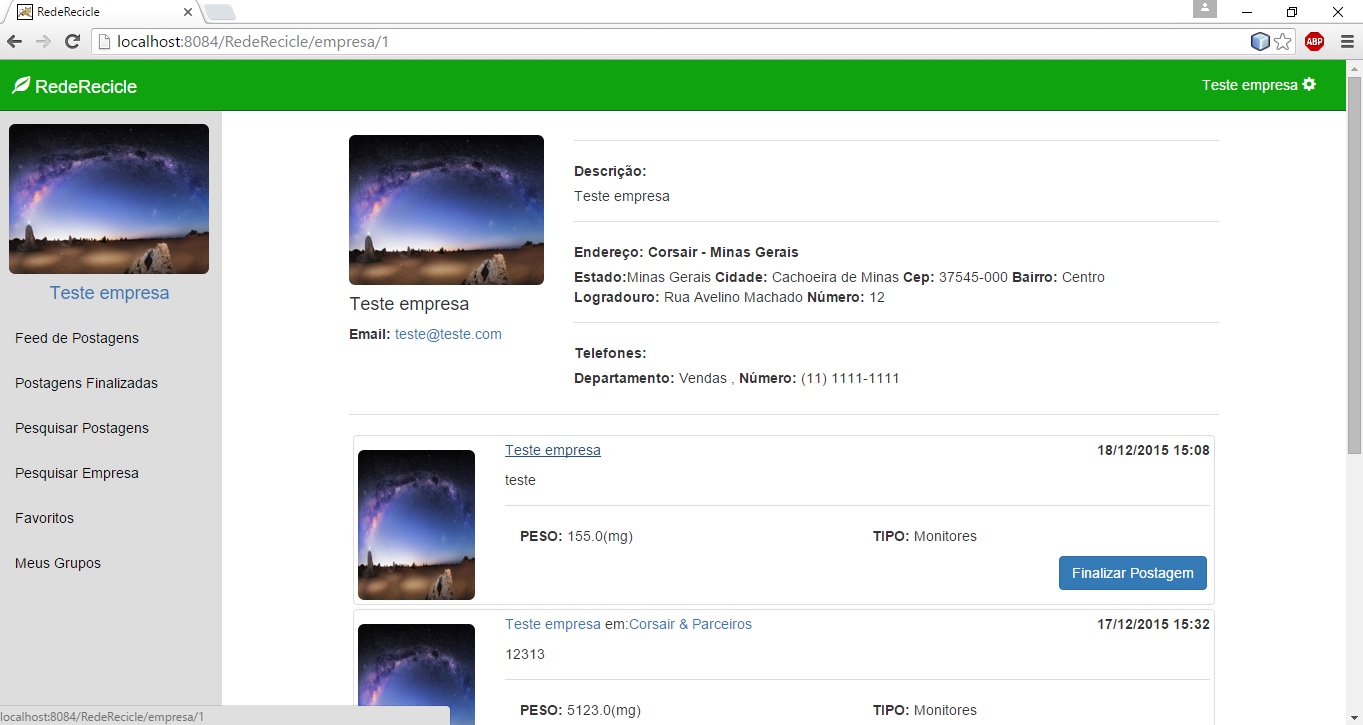 RedeRecicle
localhost:8084/RedeRecicle/empresa/1
ABP
RedeRecicle
Teste empresa
Teste empresa
Feed de Postagens
Postagens Finalizadas
Pesquisar Postagens
Pesquisar Empresa
Favoritos
Meus Grupos
Teste empresa
Email: teste@teste.com
Descrição:
Teste empresa
Endereço: Corsair - Minas Gerais
Estado:Minas Gerais Cidade: Cachoeira de Minas Cep: 37545-000 Bairro: Centro
Logradouro: Rua Avelino Machado Número: 12
Telefones:
Departamento: Vendas , Número: (11) 1111-1111
Teste empresa 18/12/2015 15:08
teste
PESO: 155.0(mg) TIPO: Monitores
Finalizar Postagem
Teste empresa em:Corsair & Parceiros 17/12/2015 15:32
12313
PESO: 5123.0(mg) TIPO: Monitores
localhost:8084/RedeRecicle/empresa/1